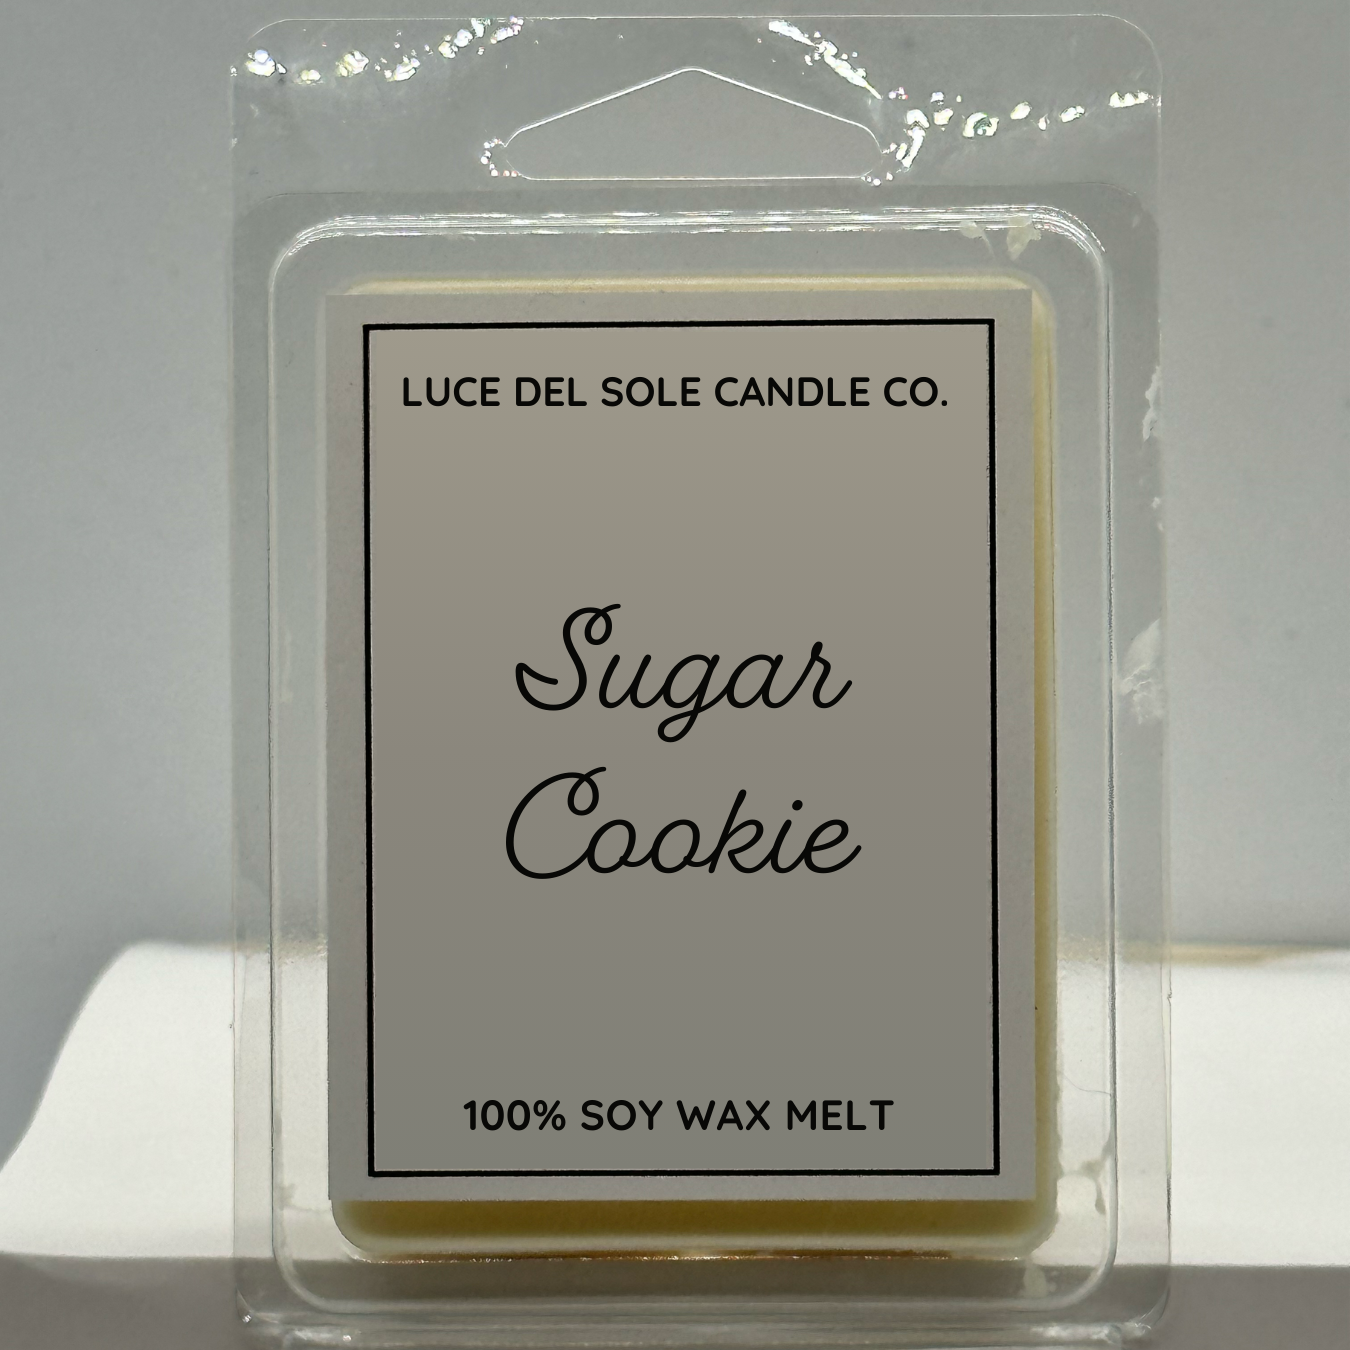 LUCE DEL SOLE CANDLE CO.
Sugar
Cookie
100% SOY WAX MELT